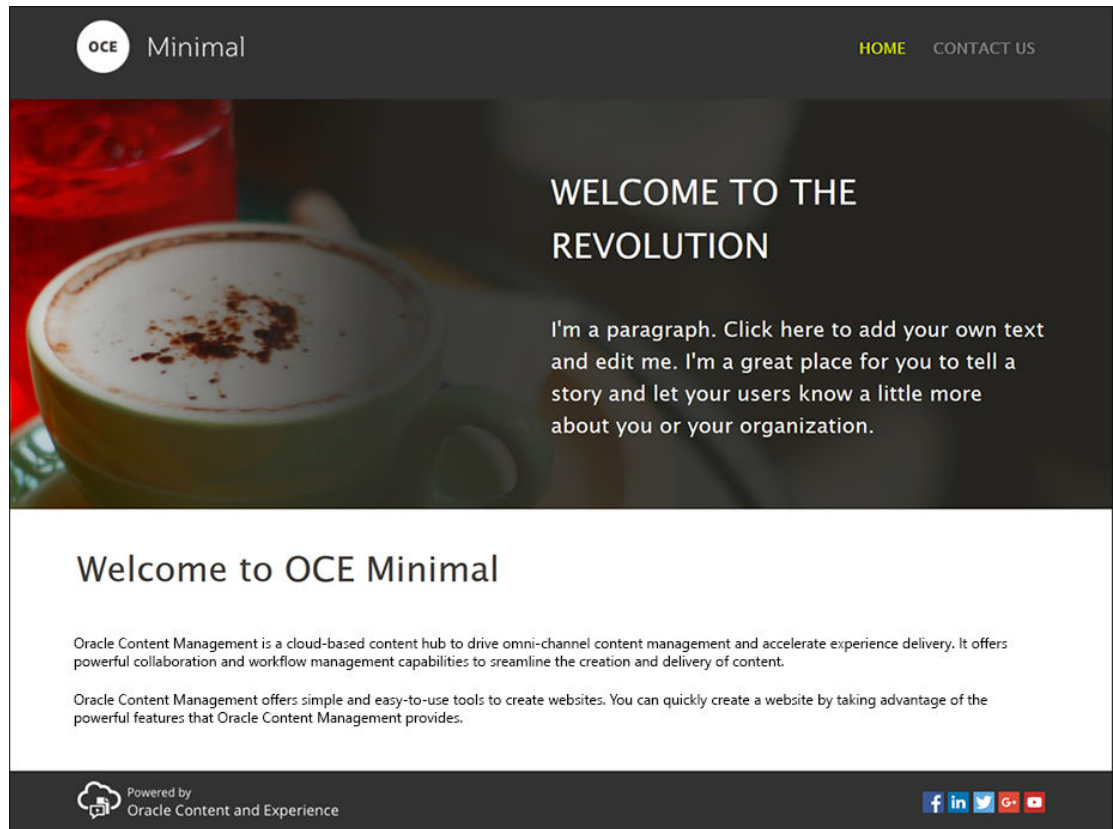 OCE Minimal
HOME CONTACT US
WELCOME TO THE
REVOLUTION
I'm a paragraph. Click here to add your own text
and edit me. I'm a great place for you to tell a
story and let your users know a little more
about you or your organization.
Welcome to OCE Minimal
Oracle Content Management is a cloud-based content hub to drive omni-channel content management and accelerate experience delivery. It offers
powerful collaboration and workflow management capabilities to sreamline the creation and delivery of content.
Oracle Content Management offers simple and easy-to-use tools to create websites. You can quickly create a website by taking advantage of the
powerful features that Oracle Content Management provides.
Powered by
Oracle Content and Experience
f in G+